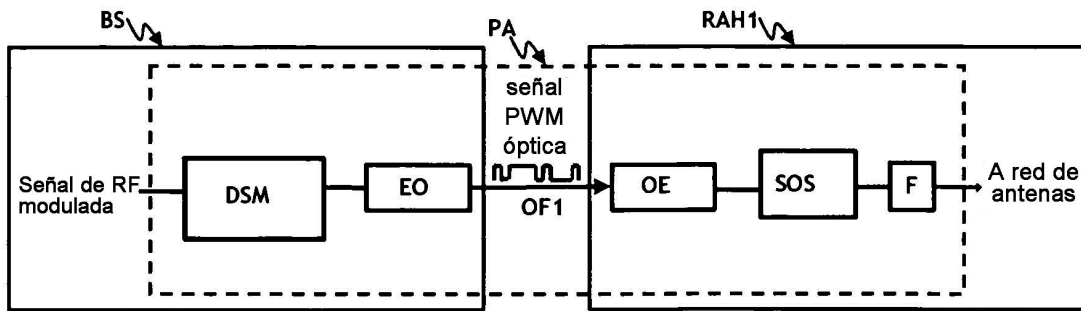 BS
PA
RAH1
señal
PWM
óptica
Señal de RF
modulada
DSM
EO
OF1
OE
SOS
F
A red de
antenas